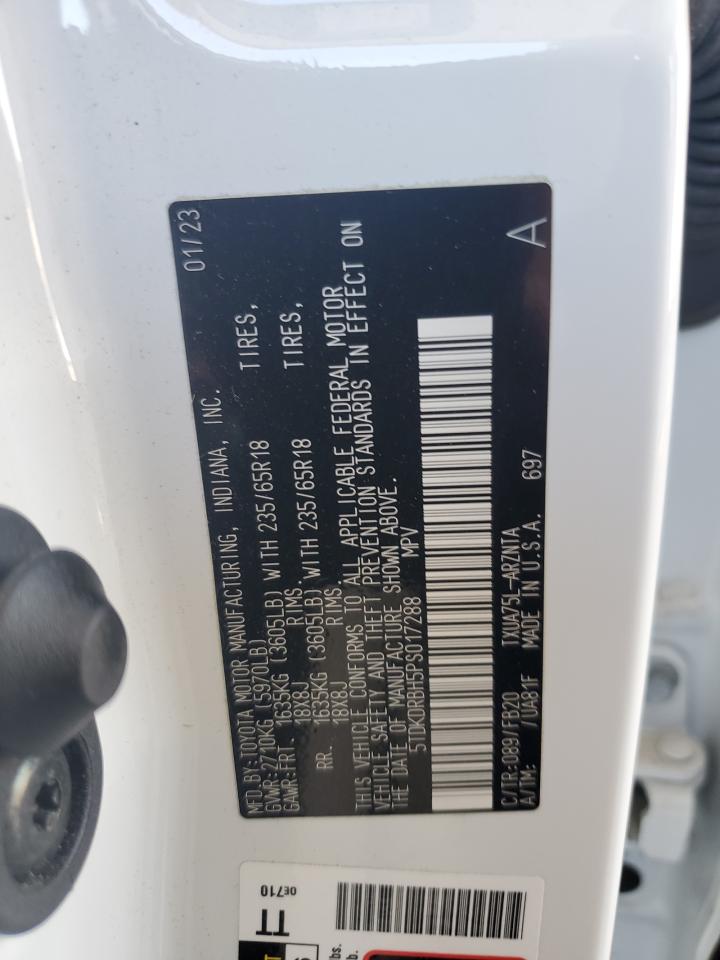 MFD.BY:TOYOTA MOTOR MANUFACTURING, INDIANA, INC. 01/23
GVWR:2710KG (5970LB)
GAWR:FRT. 1635KG (3605LB) WITH 235/65R18 TIRES,
18X8J RIMS.
RR. 1635KG (3605LB) WITH 235/65R18 TIRES,
18X8J RIMS.
THIS VEHICLE CONFORMS TO ALL APPLICABLE FEDERAL MOTOR
VEHICLE SAFETY AND THEFT PREVENTION STANDARDS IN EFFECT ON
THE DATE OF MANUFACTURE SHOWN ABOVE.
5TDKDRBH5PS017288 MPV
C/TR:089/FB20 TXUA75L-ARZNTA A
A/TM: /UA81F MADE IN U.S.A. 697
0E710
TT
lbs.